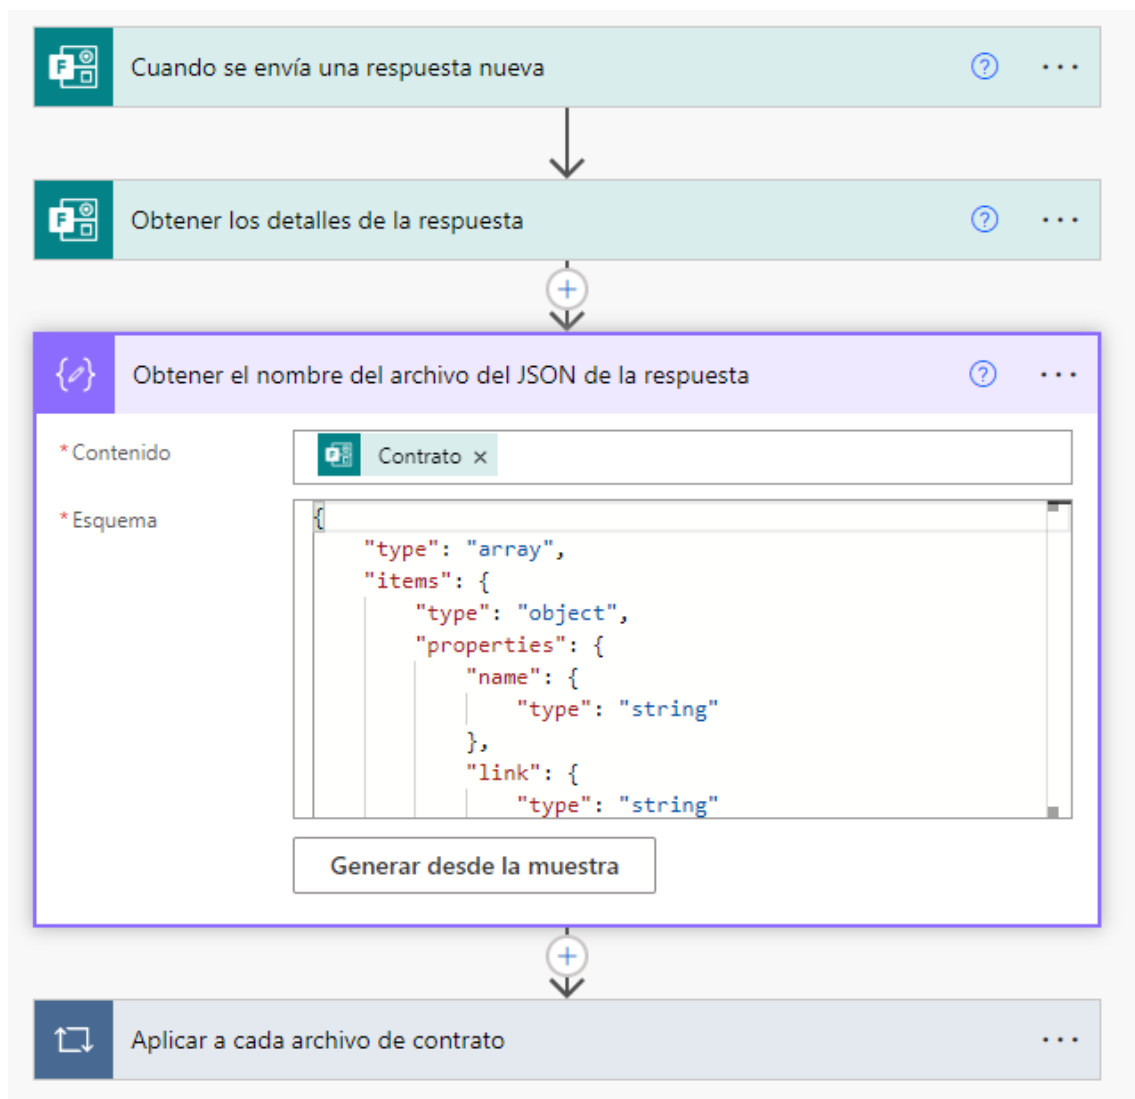 Cuando se envía una respuesta nueva
Obtener los detalles de la respuesta
Obtener el nombre del archivo del JSON de la respuesta
*Contenido
Contrato ×
*Esquema
{
"type": "array",
"items": {
"type": "object",
"properties": {
"name": {
"type": "string"
},
"link": {
"type": "string"
Generar desde la muestra
Aplicar a cada archivo de contrato